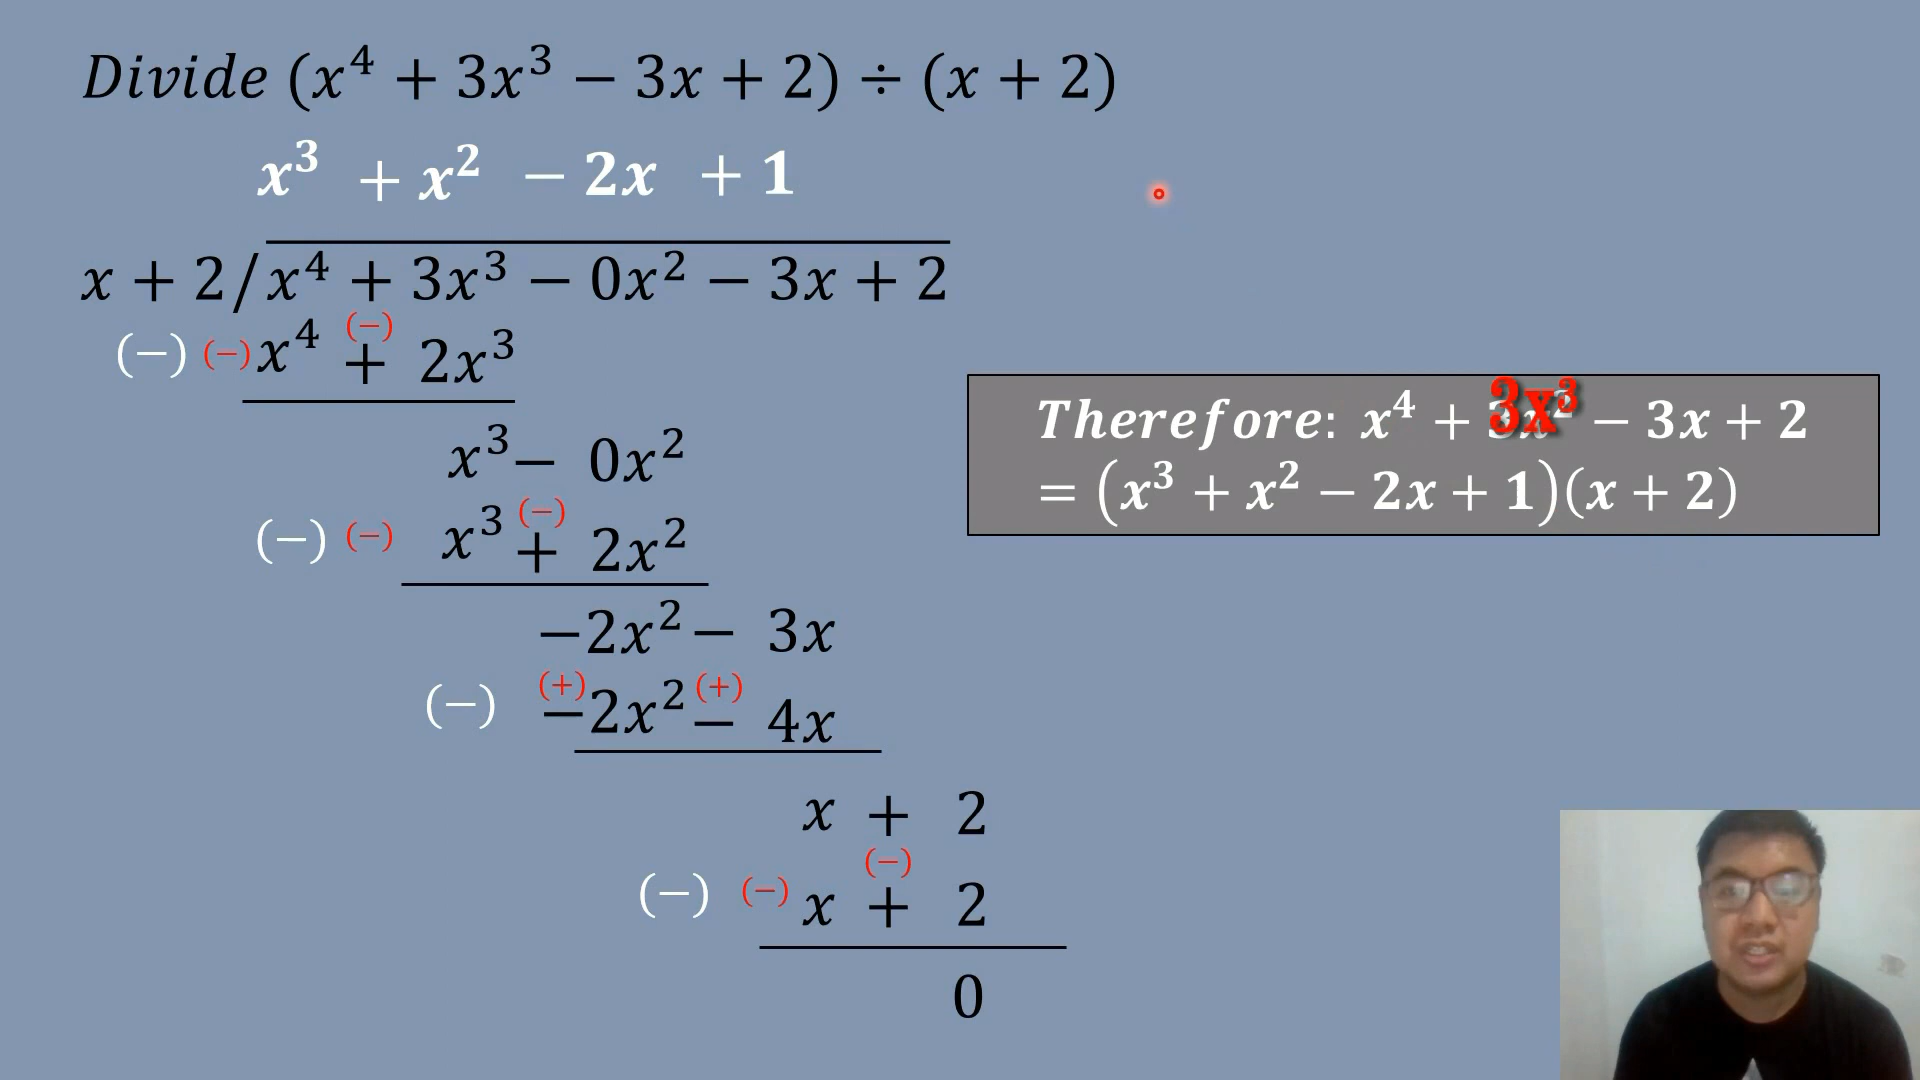 Divide (x⁴ + 3x³ − 3x + 2) ÷ (x + 2)
x³ + x² − 2x + 1
x + 2/x⁴ + 3x³ − 0x² − 3x + 2
(−) (−) x⁴ (−) + 2x³
x³ − 0x²
(−) (−) x³ (−) + 2x²
−2x² − 3x
(−) (+) −2x² (+) − 4x
x + 2
(−) (−) x (−) + 2
0
Therefore: x⁴ + 3x³ − 3x + 2
= (x³ + x² − 2x + 1)(x + 2)